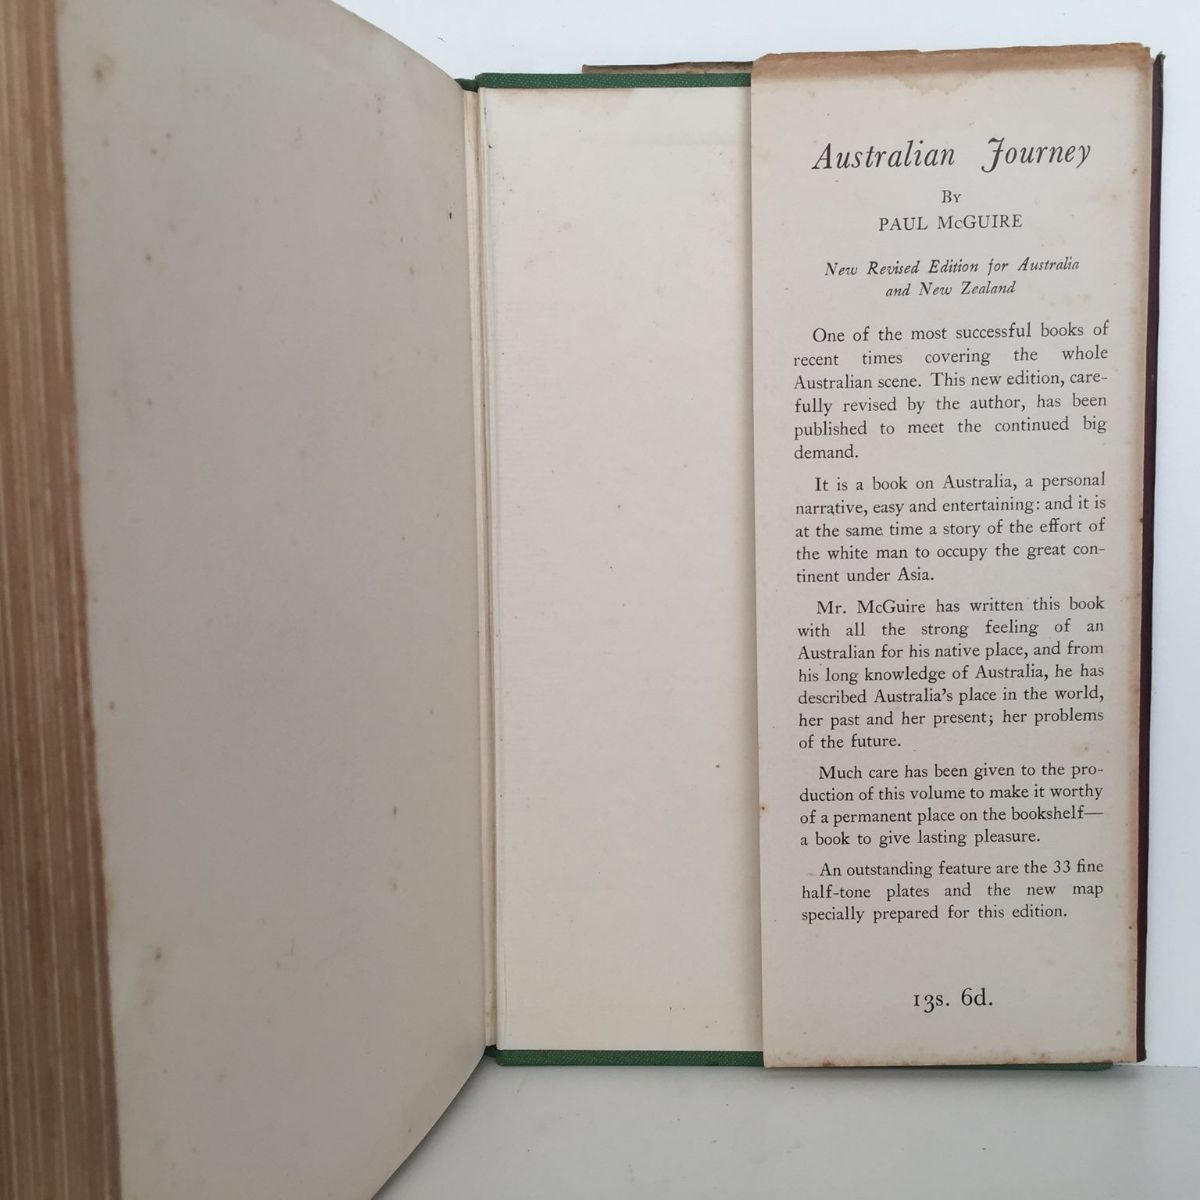 Australian Journey
By
PAUL McGUIRE
New Revised Edition for Australia
and New Zealand
One of the most successful books of
recent times covering the whole
Australian scene. This new edition, care-
fully revised by the author, has been
published to meet the continued big
demand.
It is a book on Australia, a personal
narrative, easy and entertaining: and it is
at the same time a story of the effort of
the white man to occupy the great con-
tinent under Asia.
Mr. McGuire has written this book
with all the strong feeling of an
Australian for his native place, and from
his long knowledge of Australia, he has
described Australia's place in the world,
her past and her present; her problems
of the future.
Much care has been given to the pro-
duction of this volume to make it worthy
of a permanent place on the bookshelf—
a book to give lasting pleasure.
An outstanding feature are the 33 fine
half-tone plates and the new map
specially prepared for this edition.
13s. 6d.